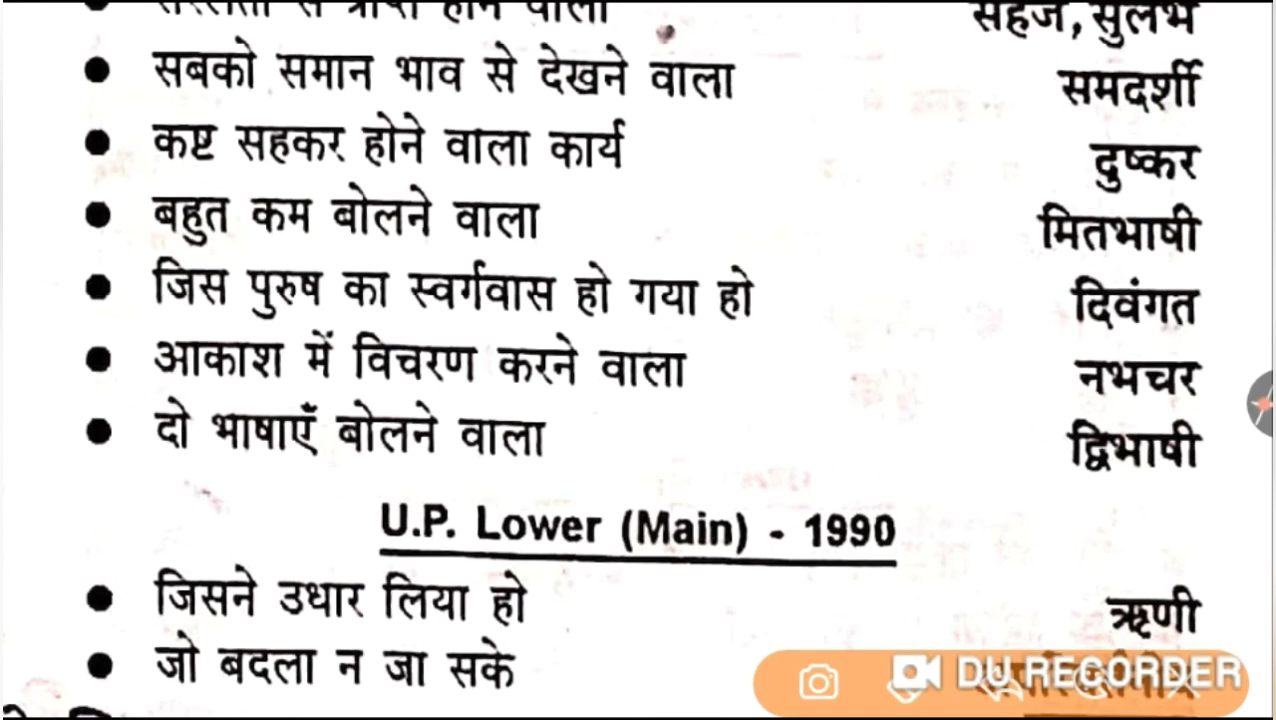 सरलता से प्राप्त होने वाला सहज, सुलभ
● सबको समान भाव से देखने वाला समदर्शी
● कष्ट सहकर होने वाला कार्य दुष्कर
● बहुत कम बोलने वाला मितभाषी
● जिस पुरुष का स्वर्गवास हो गया हो दिवंगत
● आकाश में विचरण करने वाला नभचर
● दो भाषाएँ बोलने वाला द्विभाषी
U.P. Lower (Main) - 1990
● जिसने उधार लिया हो ऋणी
● जो बदला न जा सके
DU RECORDER